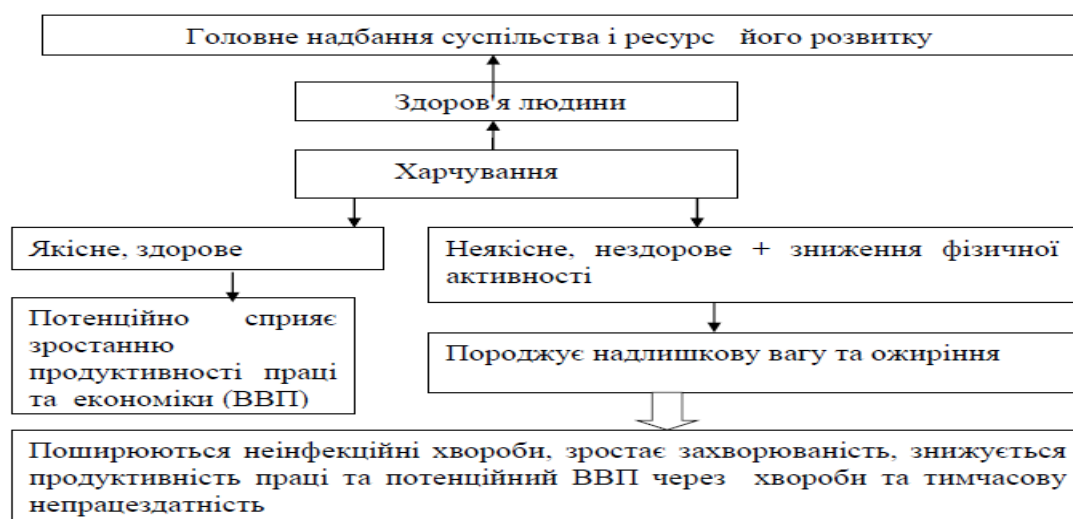 Головне надбання суспільства і ресурс його розвитку
Здоров'я людини
Харчування
Якісне, здорове
Неякісне, нездорове + зниження фізичної
активності
Потенційно сприяє
зростанню
продуктивності праці
та економіки (ВВП)
Породжує надлишкову вагу та ожиріння
Поширюються неінфекційні хвороби, зростає захворюваність, знижується
продуктивність праці та потенційний ВВП через хвороби та тимчасову
непрацездатність